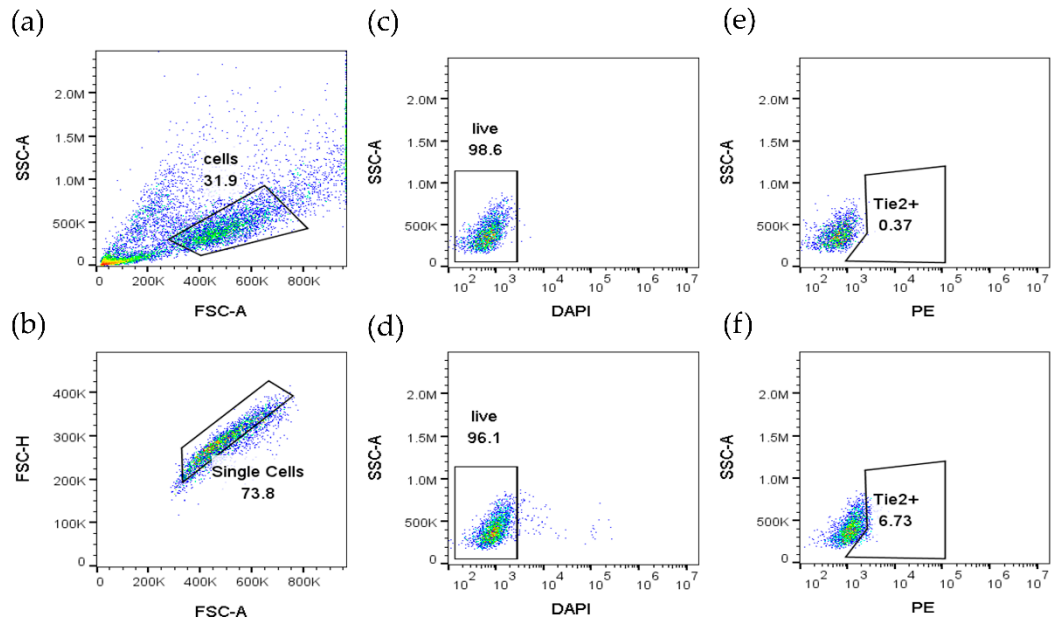 (a)
SSC-A
2.0M
1.5M
1.0M
500K
0
cells
31.9
0 200K 400K 600K 800K
FSC-A
(c)
SSC-A
2.0M
1.5M
1.0M
500K
0
live
98.6
10^2 10^3 10^4 10^5 10^6 10^7
DAPI
(e)
SSC-A
2.0M
1.5M
1.0M
500K
0
Tie2+
0.37
10^2 10^3 10^4 10^5 10^6 10^7
PE
(b)
FSC-H
400K
300K
200K
100K
0
Single Cells
73.8
0 200K 400K 600K 800K
FSC-A
(d)
SSC-A
2.0M
1.5M
1.0M
500K
0
live
96.1
10^2 10^3 10^4 10^5 10^6 10^7
DAPI
(f)
SSC-A
2.0M
1.5M
1.0M
500K
0
Tie2+
6.73
10^2 10^3 10^4 10^5 10^6 10^7
PE